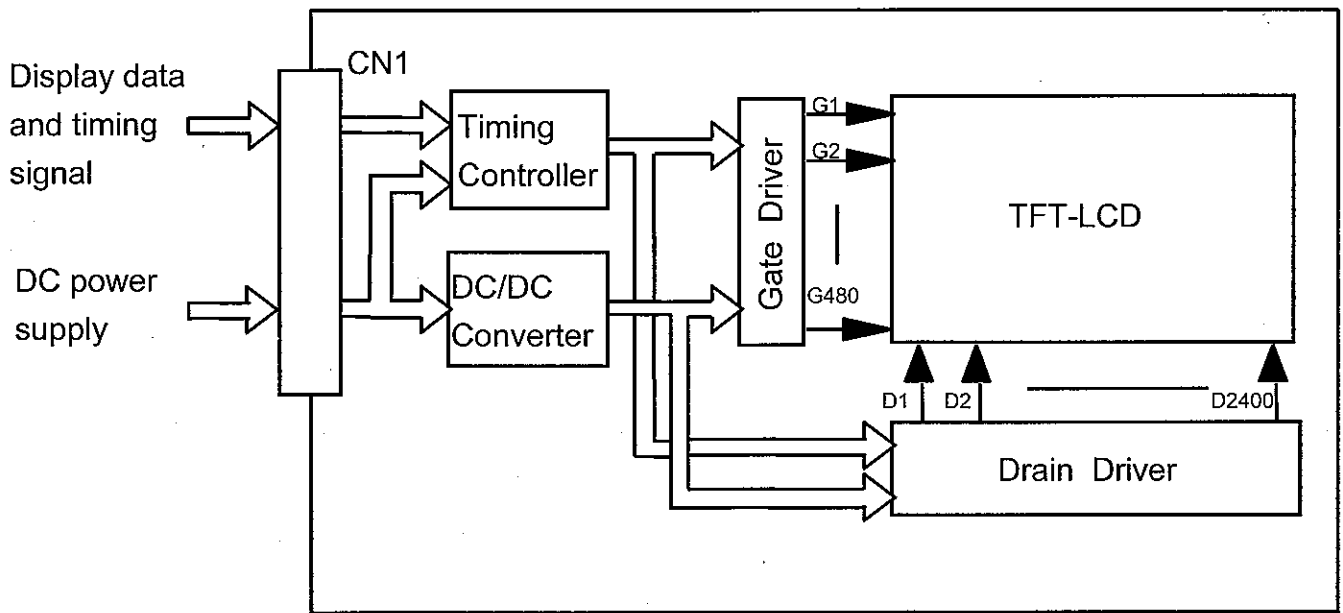 CN1
Display data
and timing
signal
DC power
supply
Timing
Controller
DC/DC
Converter
Gate Driver
G1
G2
G480
TFT-LCD
D1
D2
D2400
Drain Driver